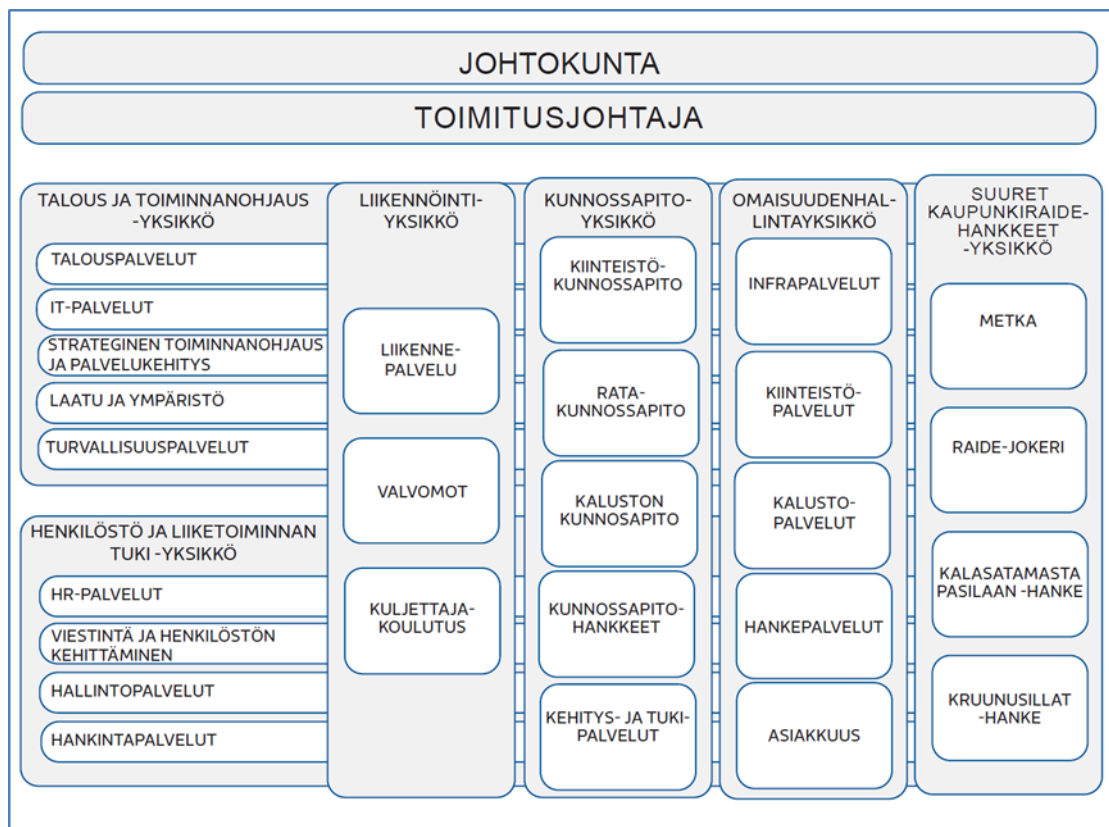 JOHTOKUNTA
TOIMITUSJOHTAJA
TALOUS JA TOIMINNANOHJAUS
-YKSIKKÖ
TALOUSPALVELUT
IT-PALVELUT
STRATEGINEN TOIMINNANOHJAUS
JA PALVELUKEHITYS
LAATU JA YMPÄRISTÖ
TURVALLISUUSPALVELUT
HENKILÖSTÖ JA LIIKETOIMINNAN
TUKI -YKSIKKÖ
HR-PALVELUT
VIESTINTÄ JA HENKILÖSTÖN
KEHITTÄMINEN
HALLINTOPALVELUT
HANKINTAPALVELUT
LIIKENNÖINTI-
YKSIKKÖ
LIIKENNE-
PALVELU
VALVOMOT
KULJETTAJA-
KOULUTUS
KUNNOSSAPITO-
YKSIKKÖ
KIINTEISTÖ-
KUNNOSSAPITO
RATA-
KUNNOSSAPITO
KALUSTON
KUNNOSAPITO
KUNNOSSAPITO-
HANKKEET
KEHITYS- JA TUKI-
PALVELUT
OMAISUUDENHAL-
LINTAYKSIKKÖ
INFRAPALVELUT
KIINTEISTÖ-
PALVELUT
KALUSTO-
PALVELUT
HANKEPALVELUT
ASIAKKUUS
SUURET
KAUPUNKIRAIDE-
HANKKEET
-YKSIKKÖ
METKA
RAIDE-JOKERI
KALASATAMASTA
PASILAAN -HANKE
KRUUNUSILLAT
-HANKE